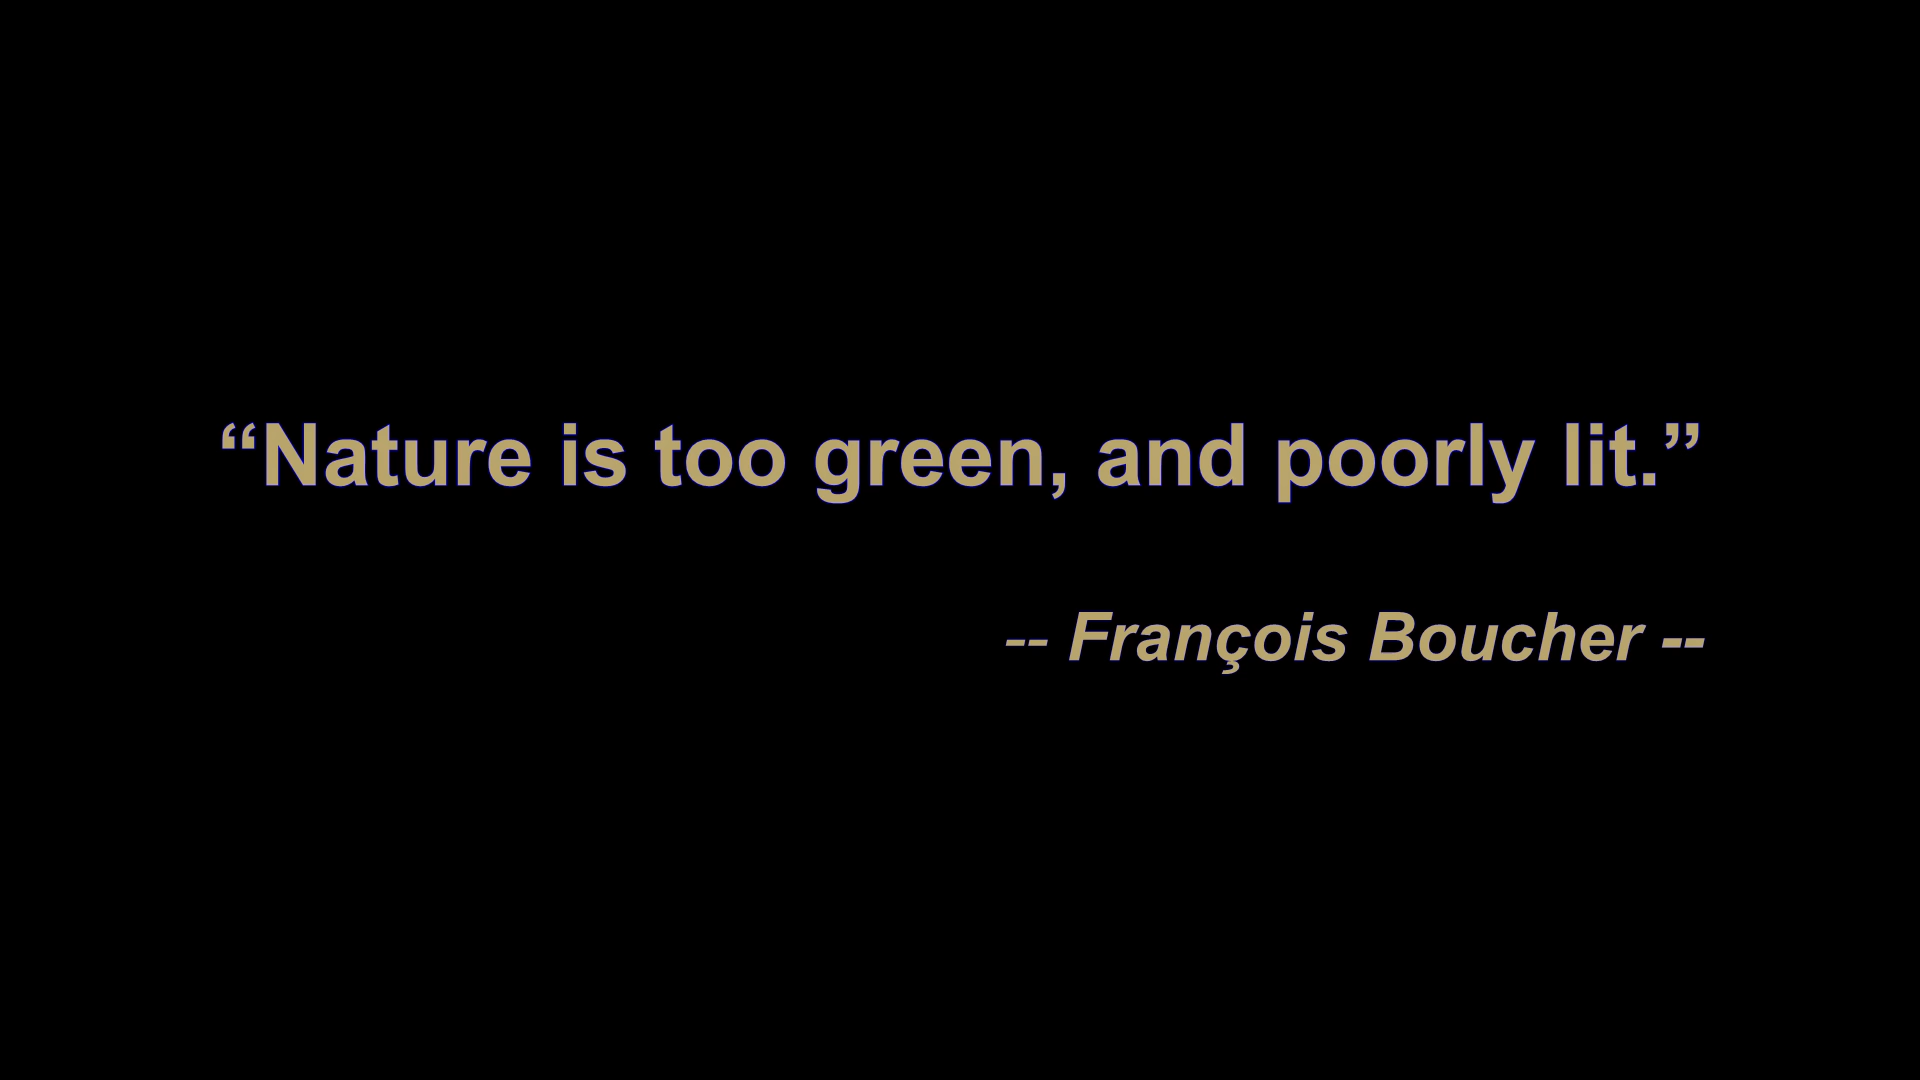 “Nature is too green, and poorly lit.”
-- François Boucher --